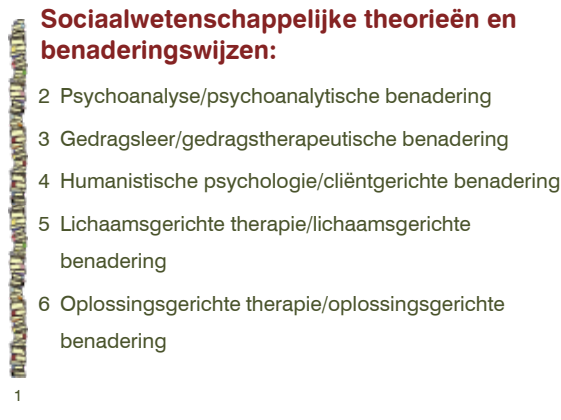 Sociaalwetenschappelijke theorieën en
benaderingswijzen:
2 Psychoanalyse/psychoanalytische benadering
3 Gedragsleer/gedragstherapeutische benadering
4 Humanistische psychologie/cliëntgerichte benadering
5 Lichaamsgerichte therapie/lichaamsgerichte
benadering
6 Oplossingsgerichte therapie/oplossingsgerichte
benadering
1